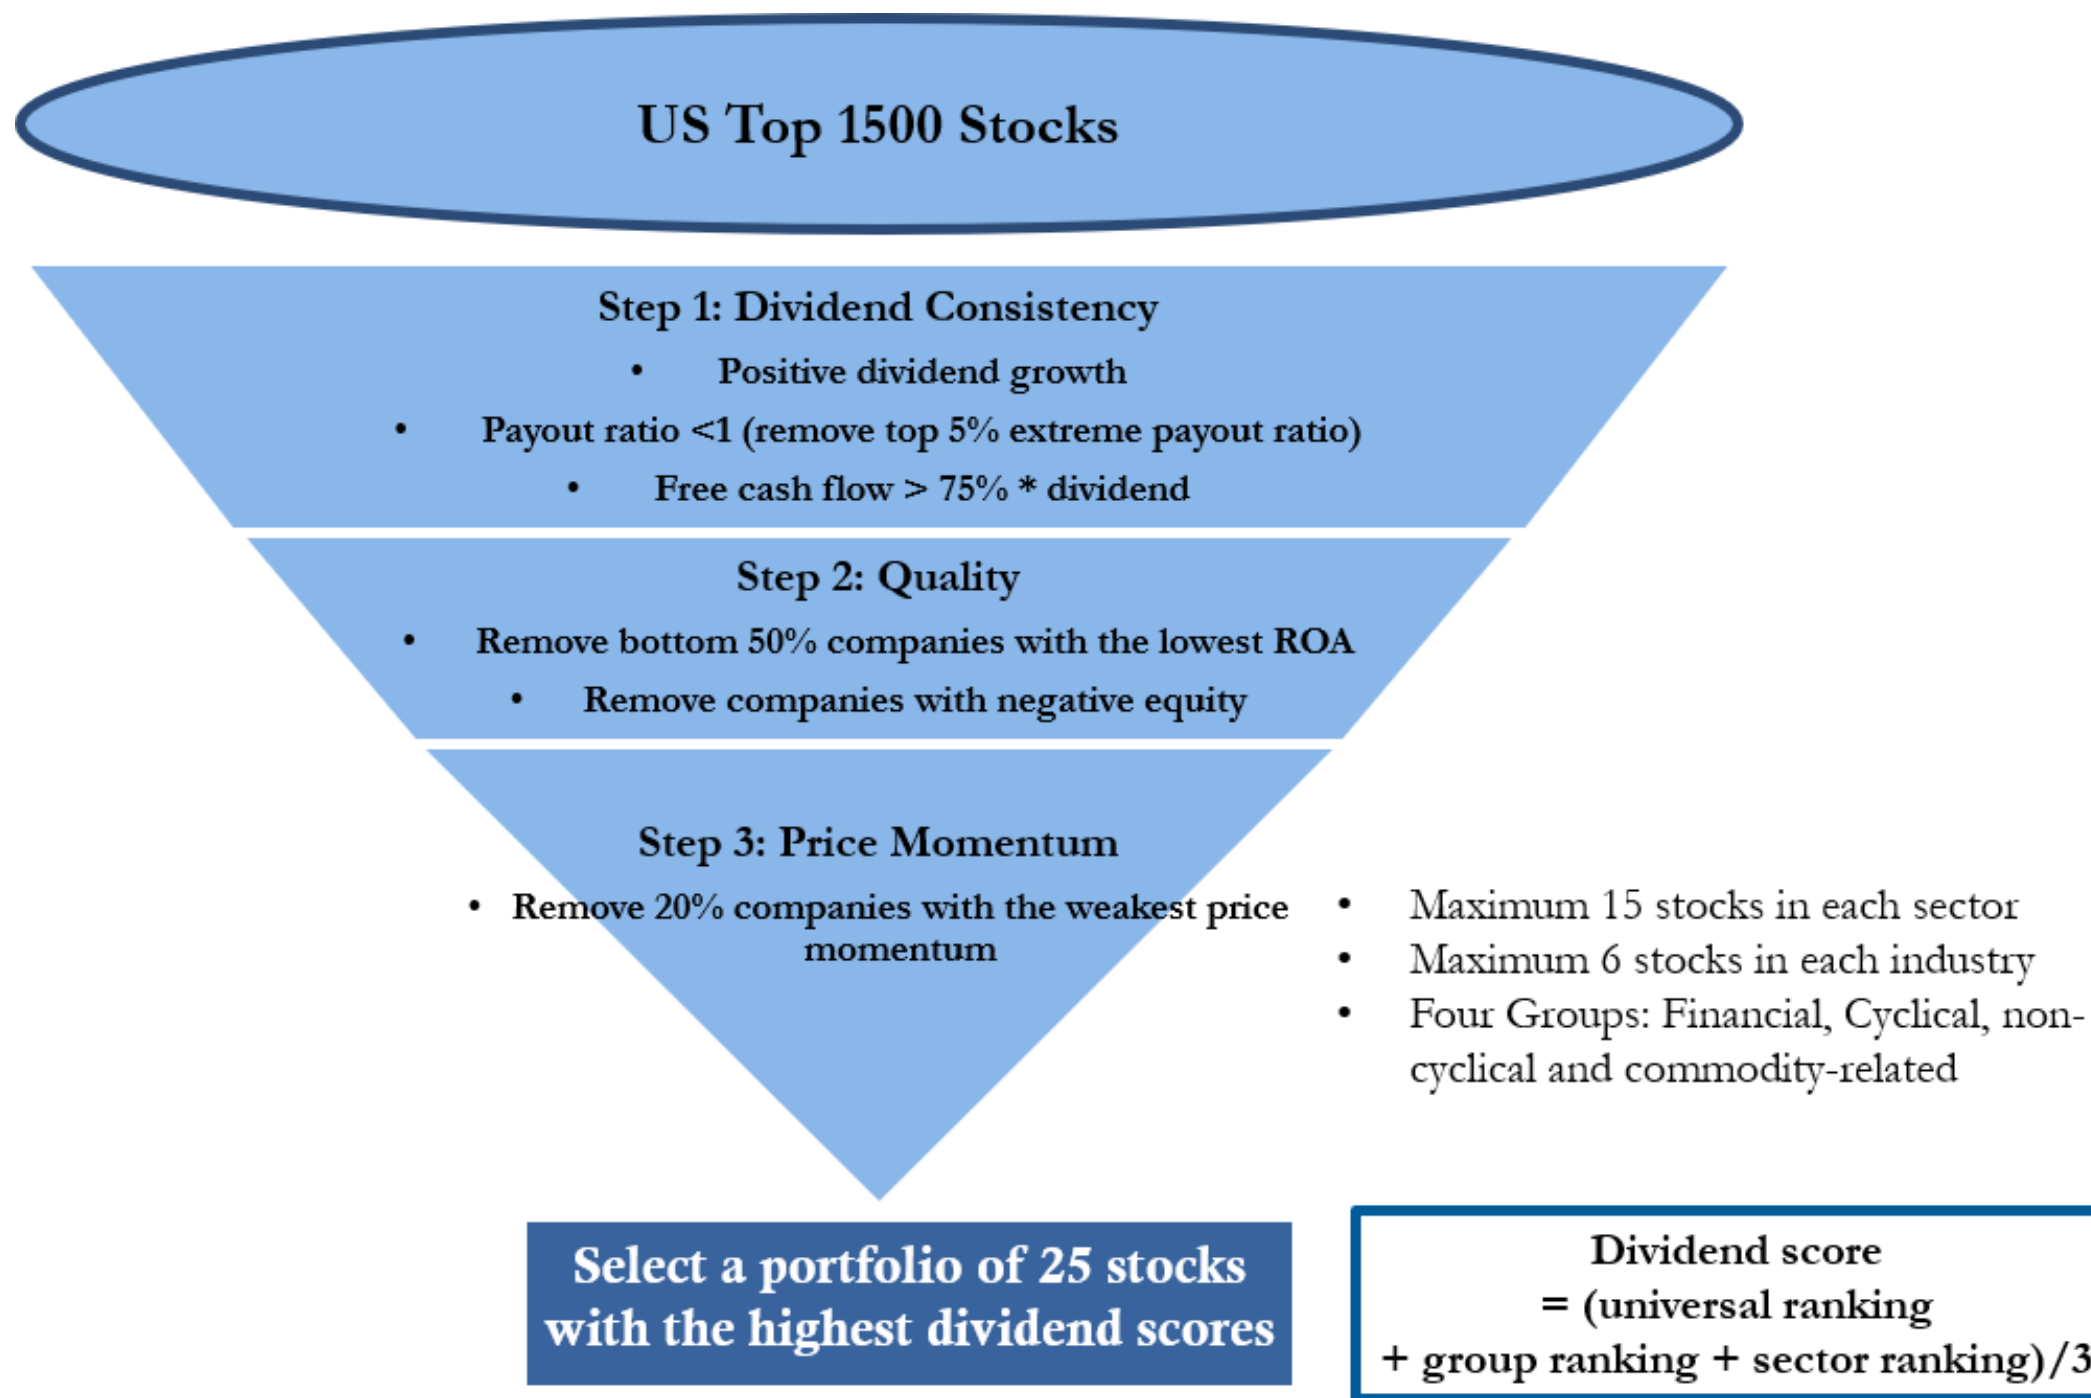 US Top 1500 Stocks
Step 1: Dividend Consistency
• Positive dividend growth
• Payout ratio <1 (remove top 5% extreme payout ratio)
• Free cash flow > 75% * dividend
Step 2: Quality
• Remove bottom 50% companies with the lowest ROA
• Remove companies with negative equity
Step 3: Price Momentum
• Remove 20% companies with the weakest price
momentum
• Maximum 15 stocks in each sector
• Maximum 6 stocks in each industry
• Four Groups: Financial, Cyclical, non-
cyclical and commodity-related
Select a portfolio of 25 stocks
with the highest dividend scores
Dividend score
= (universal ranking
+ group ranking + sector ranking)/3